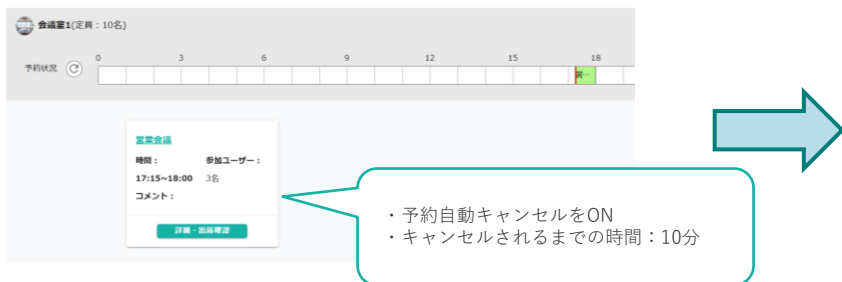 会議室1(定員：10名)
0 3 6 9 12 15 18
予約状況
営…
営業会議
時間： 参加ユーザー：
17:15~18:00 3名
コメント：
詳細・出席確認
・予約自動キャンセルをON
・キャンセルされるまでの時間：10分